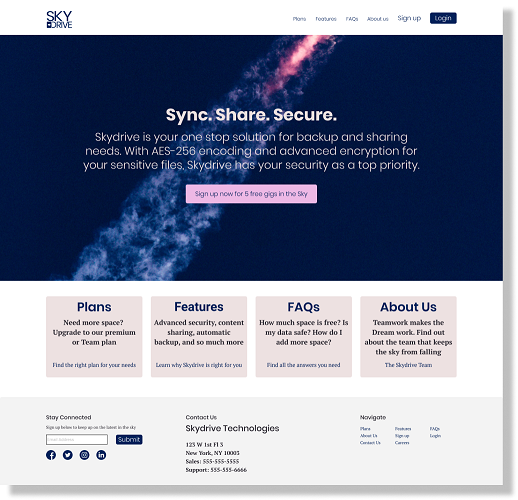 SKY
DRIVE
Plans Features FAQs About us Sign up Login
Sync. Share. Secure.
Skydrive is your one stop solution for backup and sharing
needs. With AES-256 encoding and advanced encryption for
your sensitive files, Skydrive has your security as a top priority.
Sign up now for 5 free gigs in the Sky
Plans
Need more space?
Upgrade to our premium
or Team plan
Find the right plan for your needs
Features
Advanced security, content
sharing, automatic
backup, and so much more
Learn why Skydrive is right for you
FAQs
How much space is free? Is
my data safe? How do I
add more space?
Find all the answers you need
About Us
Teamwork makes the
Dream work. Find out
about the team that keeps
the sky from falling
The Skydrive Team
Stay Connected
Sign up below to keep up on the latest in the sky
Email Address
Submit
Contact Us
Skydrive Technologies
123 W 1st Fl 3
New York, NY 10003
Sales: 555-555-5555
Support: 555-555-6666
Navigate
Plans Features FAQs
About Us Sign up Login
Contact Us Careers